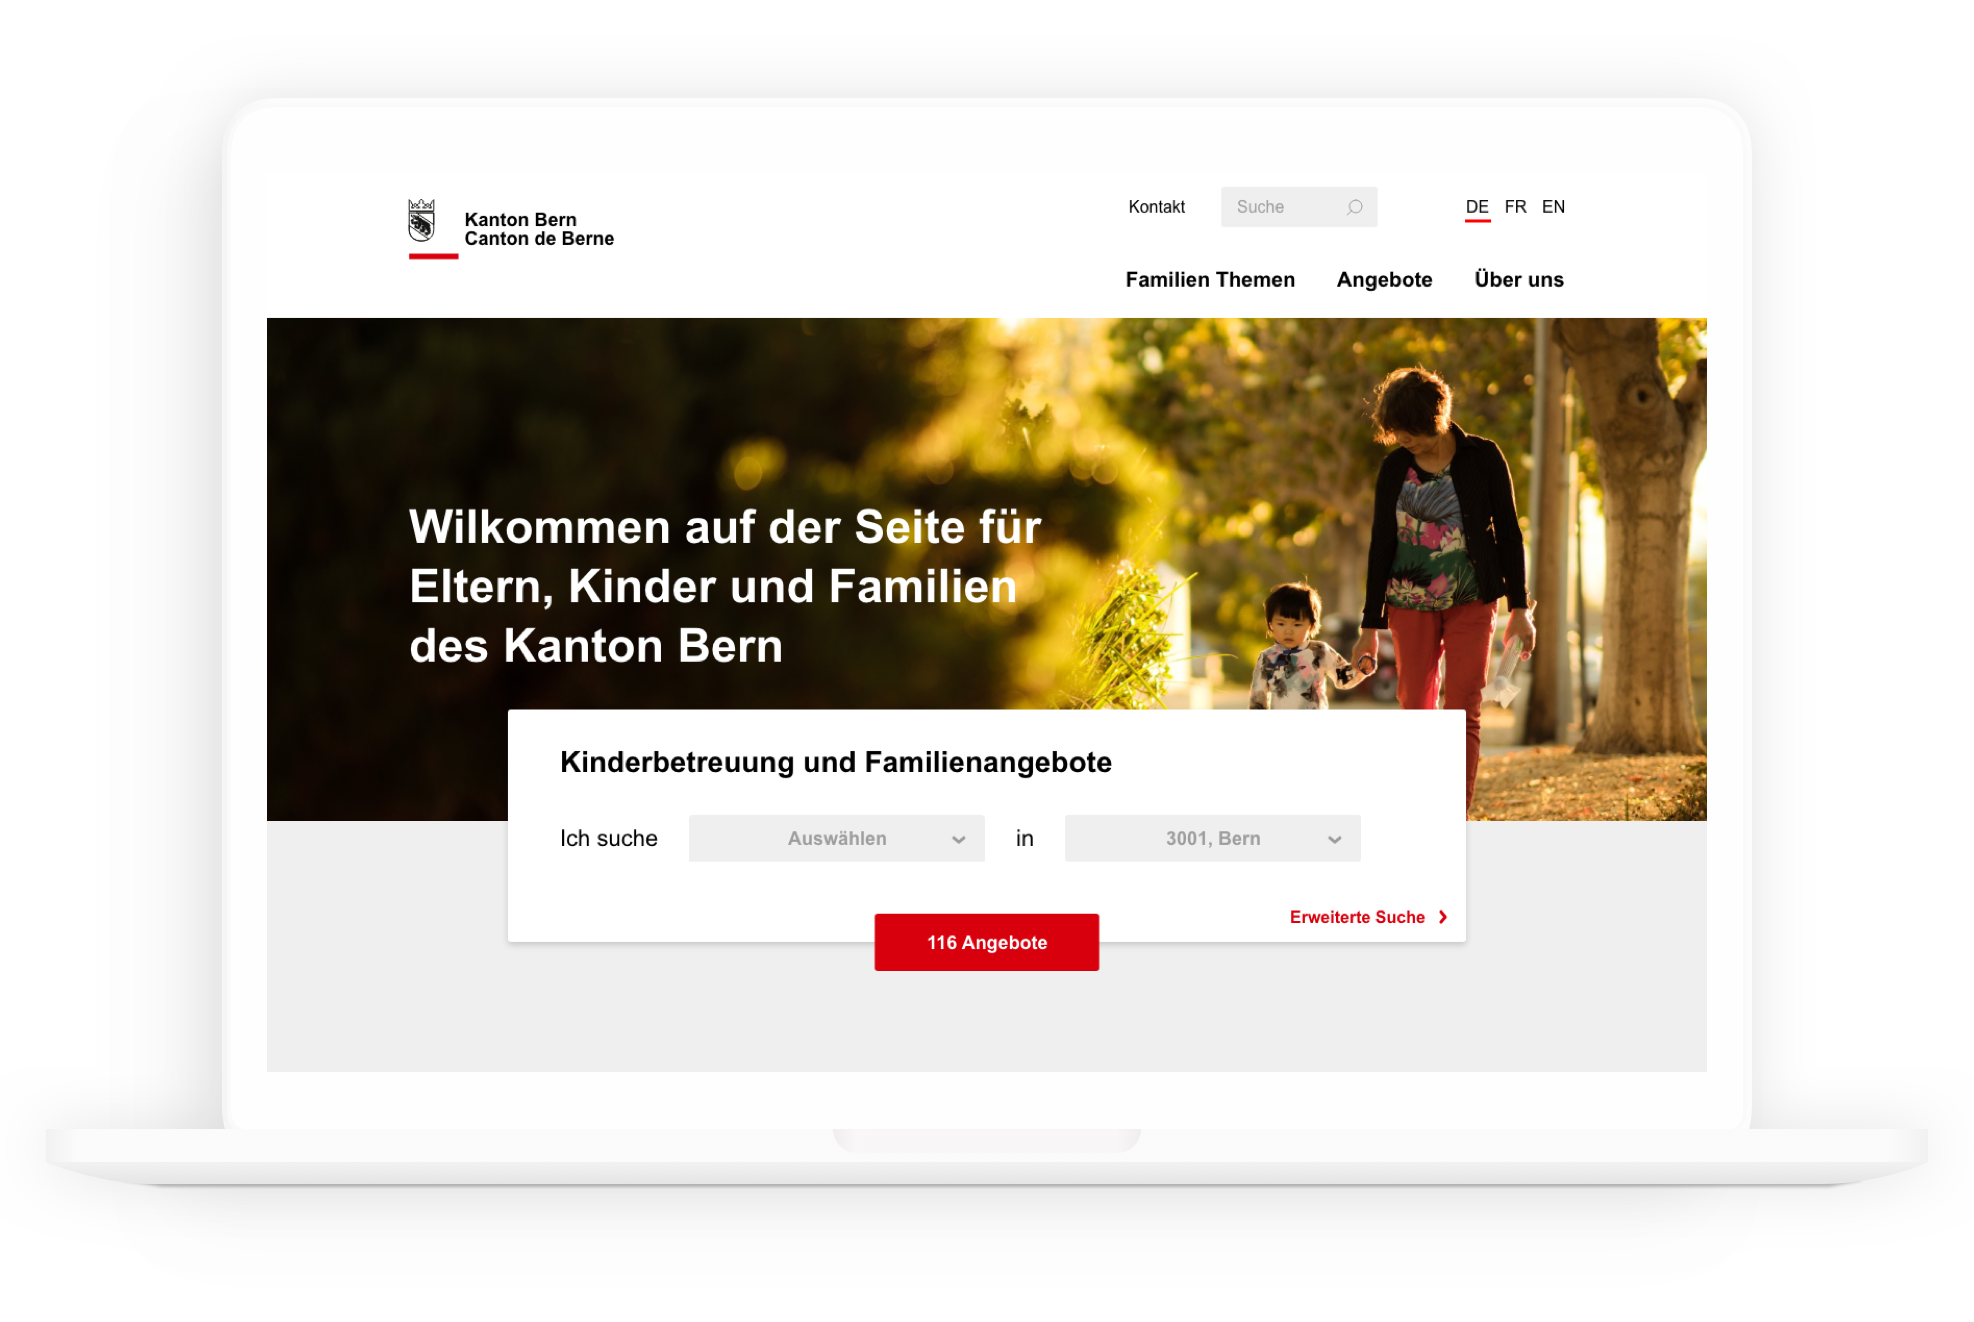 Kanton Bern
Canton de Berne
Kontakt
Suche
DE FR EN
Familien Themen Angebote Über uns
Wilkommen auf der Seite für
Eltern, Kinder und Familien
des Kanton Bern
Kinderbetreuung und Familienangebote
Ich suche Auswählen in 3001, Bern
Erweiterte Suche
116 Angebote